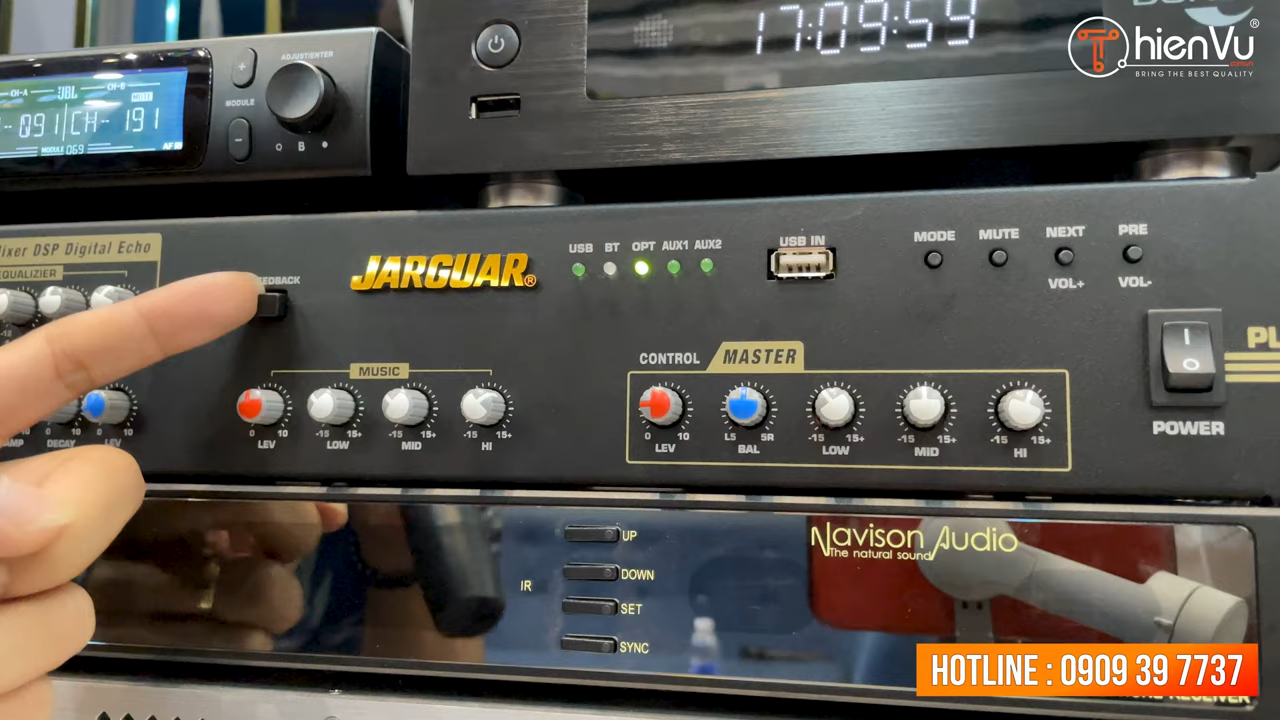 17:09:59
ThienVu®
BRING THE BEST QUALITY
ADJUST/ENTER
CH-A JBL CH-B
MUTE
091 CH- 191
MODULE 069
AF
+
MODULE
-
B
ixer DSP Digital Echo
EQUALIZIER
JARGUAR®
USB BT OPT AUX1 AUX2
USB IN
MODE MUTE NEXT PRE
VOL+ VOL-
MUSIC
0 10 -15 15+ -15 15+ -15 15+
LEV LOW MID HI
DECAY LEV
CONTROL MASTER
0 10 L5 5R -15 15+ -15 15+ -15 15+
LEV BAL LOW MID HI
I
O
POWER
PL
Navison Audio
The natural sound
IR
UP
DOWN
SET
SYNC
HOTLINE : 0909 39 7737